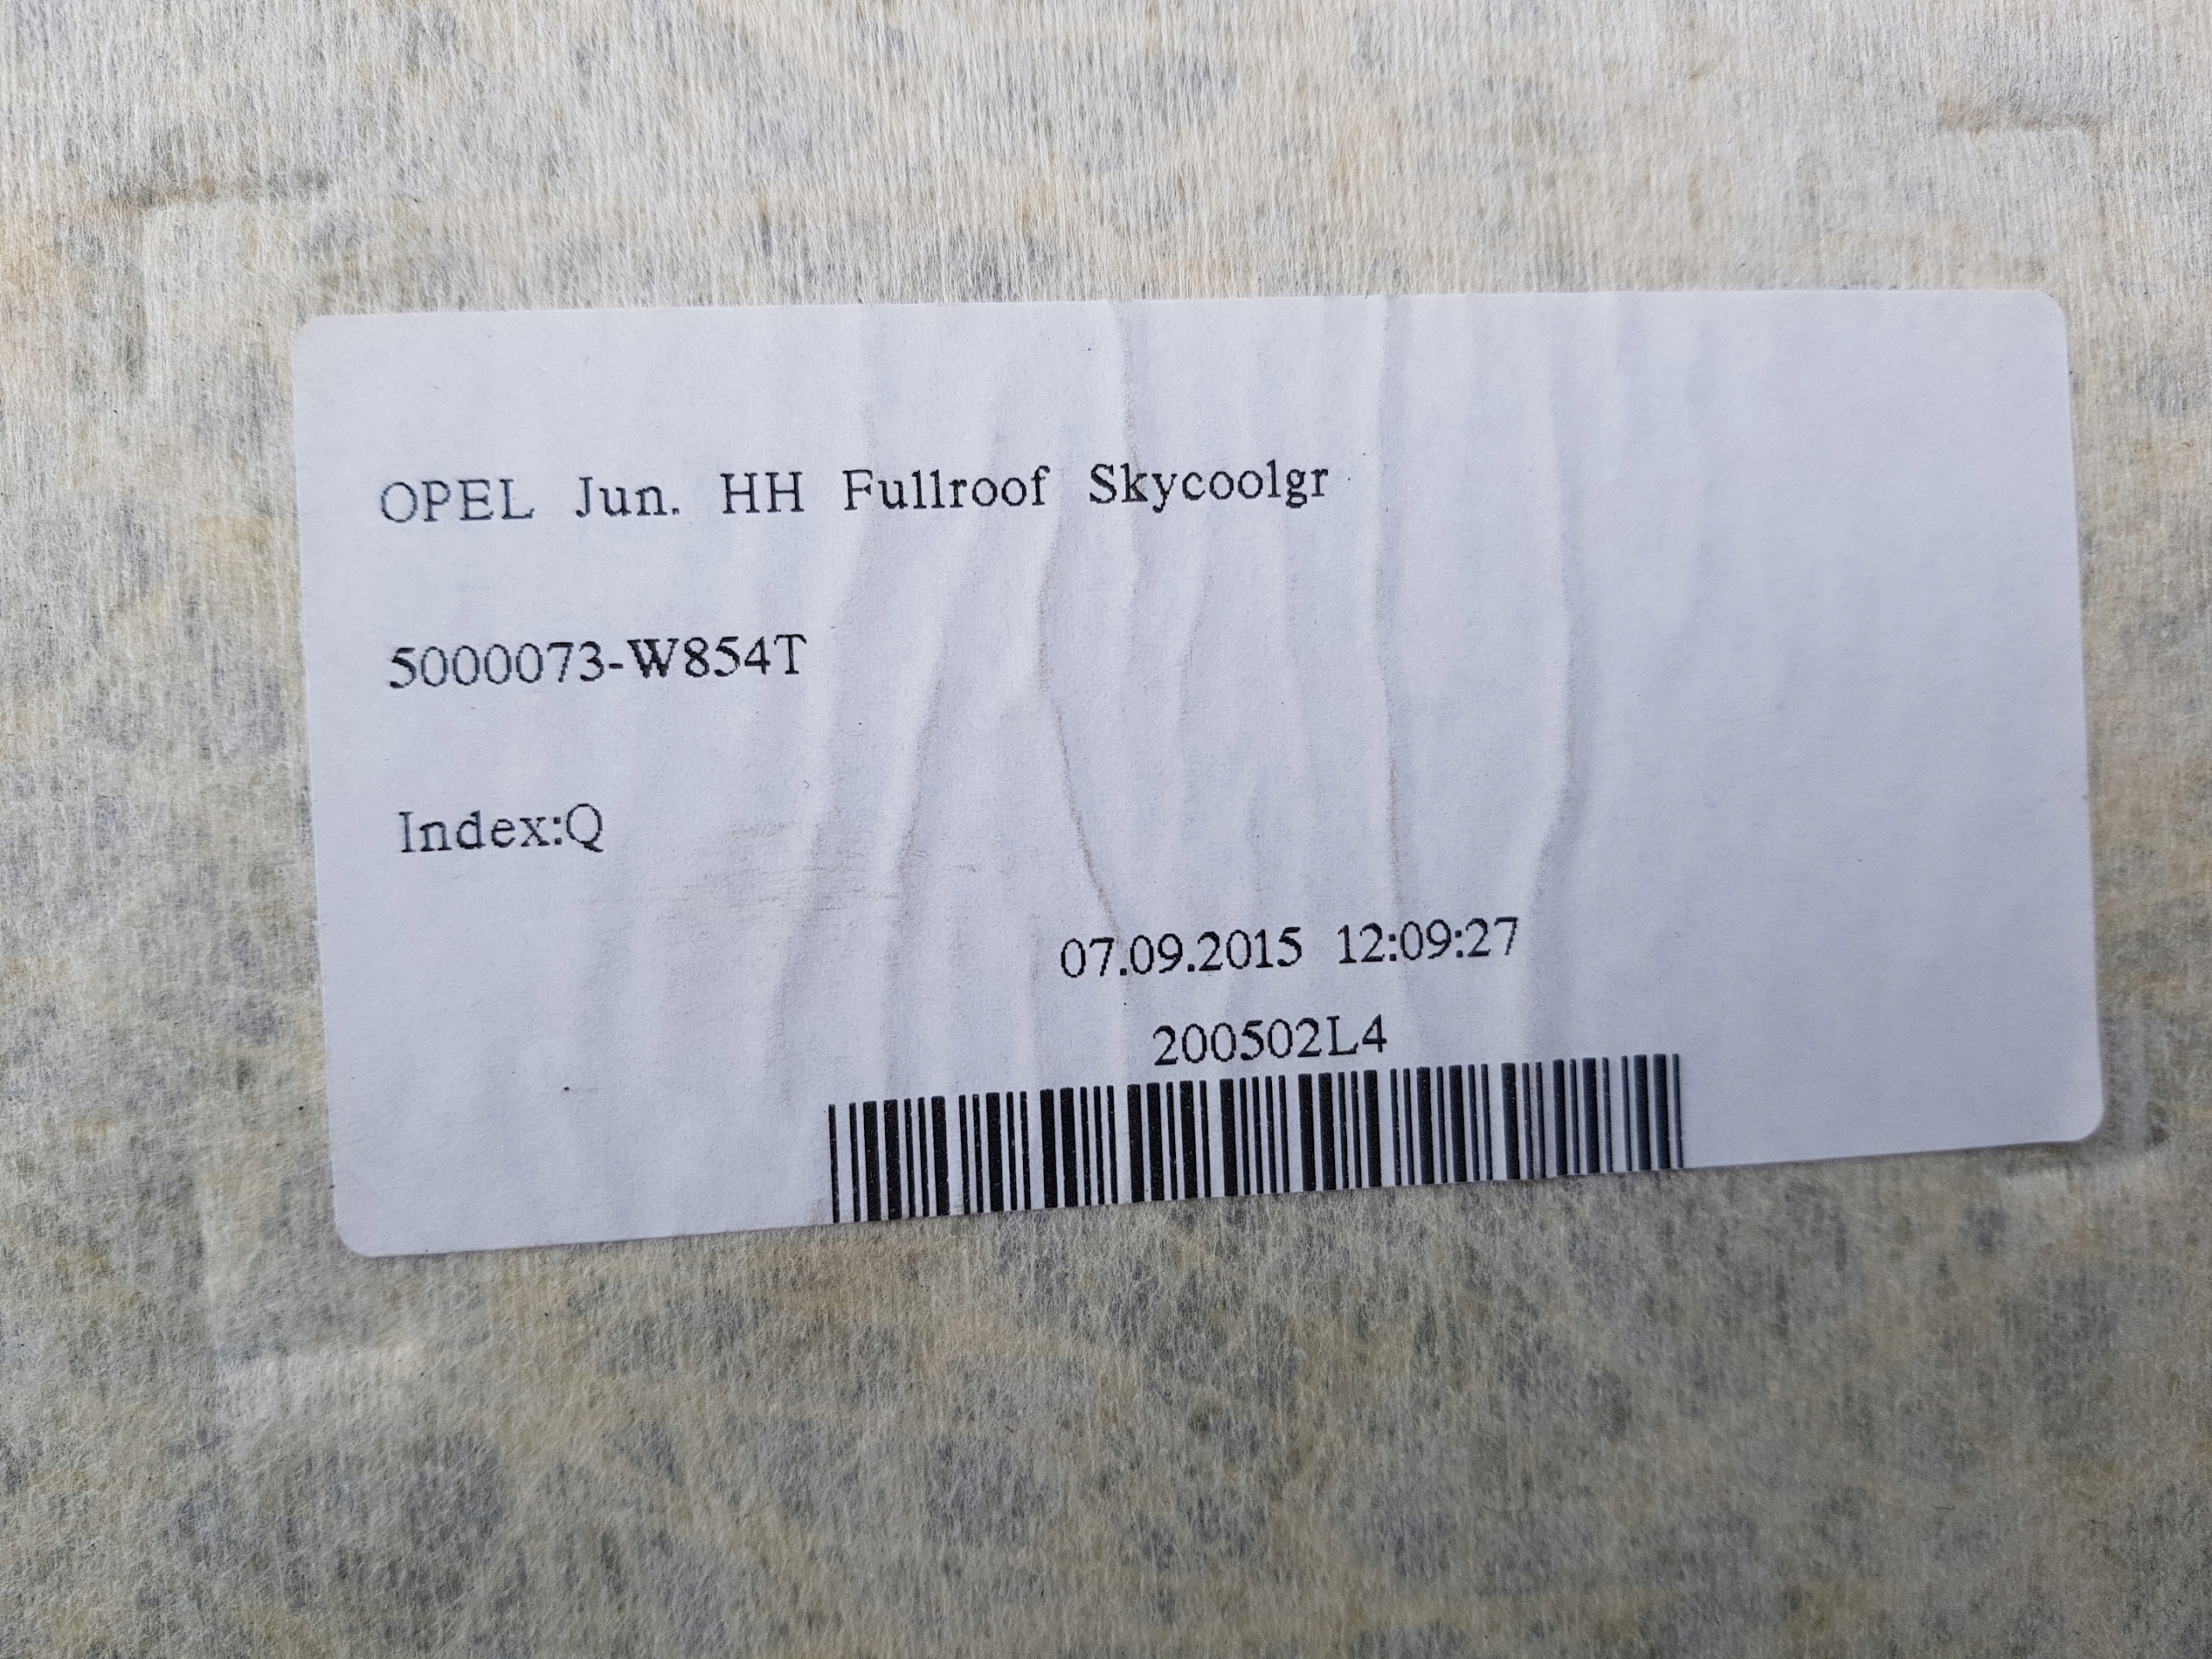 OPEL Jun. HH Fullroof Skycoolgr
5000073-W854T
Index:Q
07.09.2015 12:09:27
200502L4